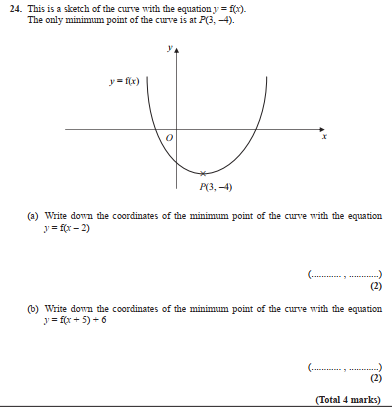 24. This is a sketch of the curve with the equation y = f(x).
The only minimum point of the curve is at P(3, –4).
y
y = f(x)
O
x
P(3, –4)
(a) Write down the coordinates of the minimum point of the curve with the equation
y = f(x – 2)
(............. , .............)
(2)
(b) Write down the coordinates of the minimum point of the curve with the equation
y = f(x + 5) + 6
(............. , .............)
(2)
(Total 4 marks)